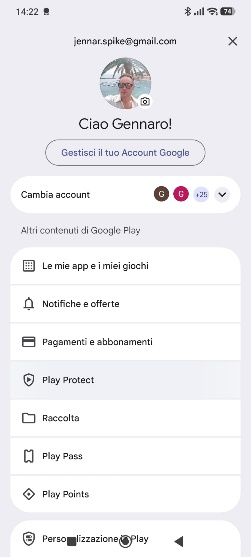 14:22 74
jennar.spike@gmail.com
Ciao Gennaro!
Gestisci il tuo Account Google
Cambia account G G +25
Altri contenuti di Google Play
Le mie app e i miei giochi
Notifiche e offerte
Pagamenti e abbonamenti
Play Protect
Raccolta
Play Pass
Play Points
Personalizzazione Play